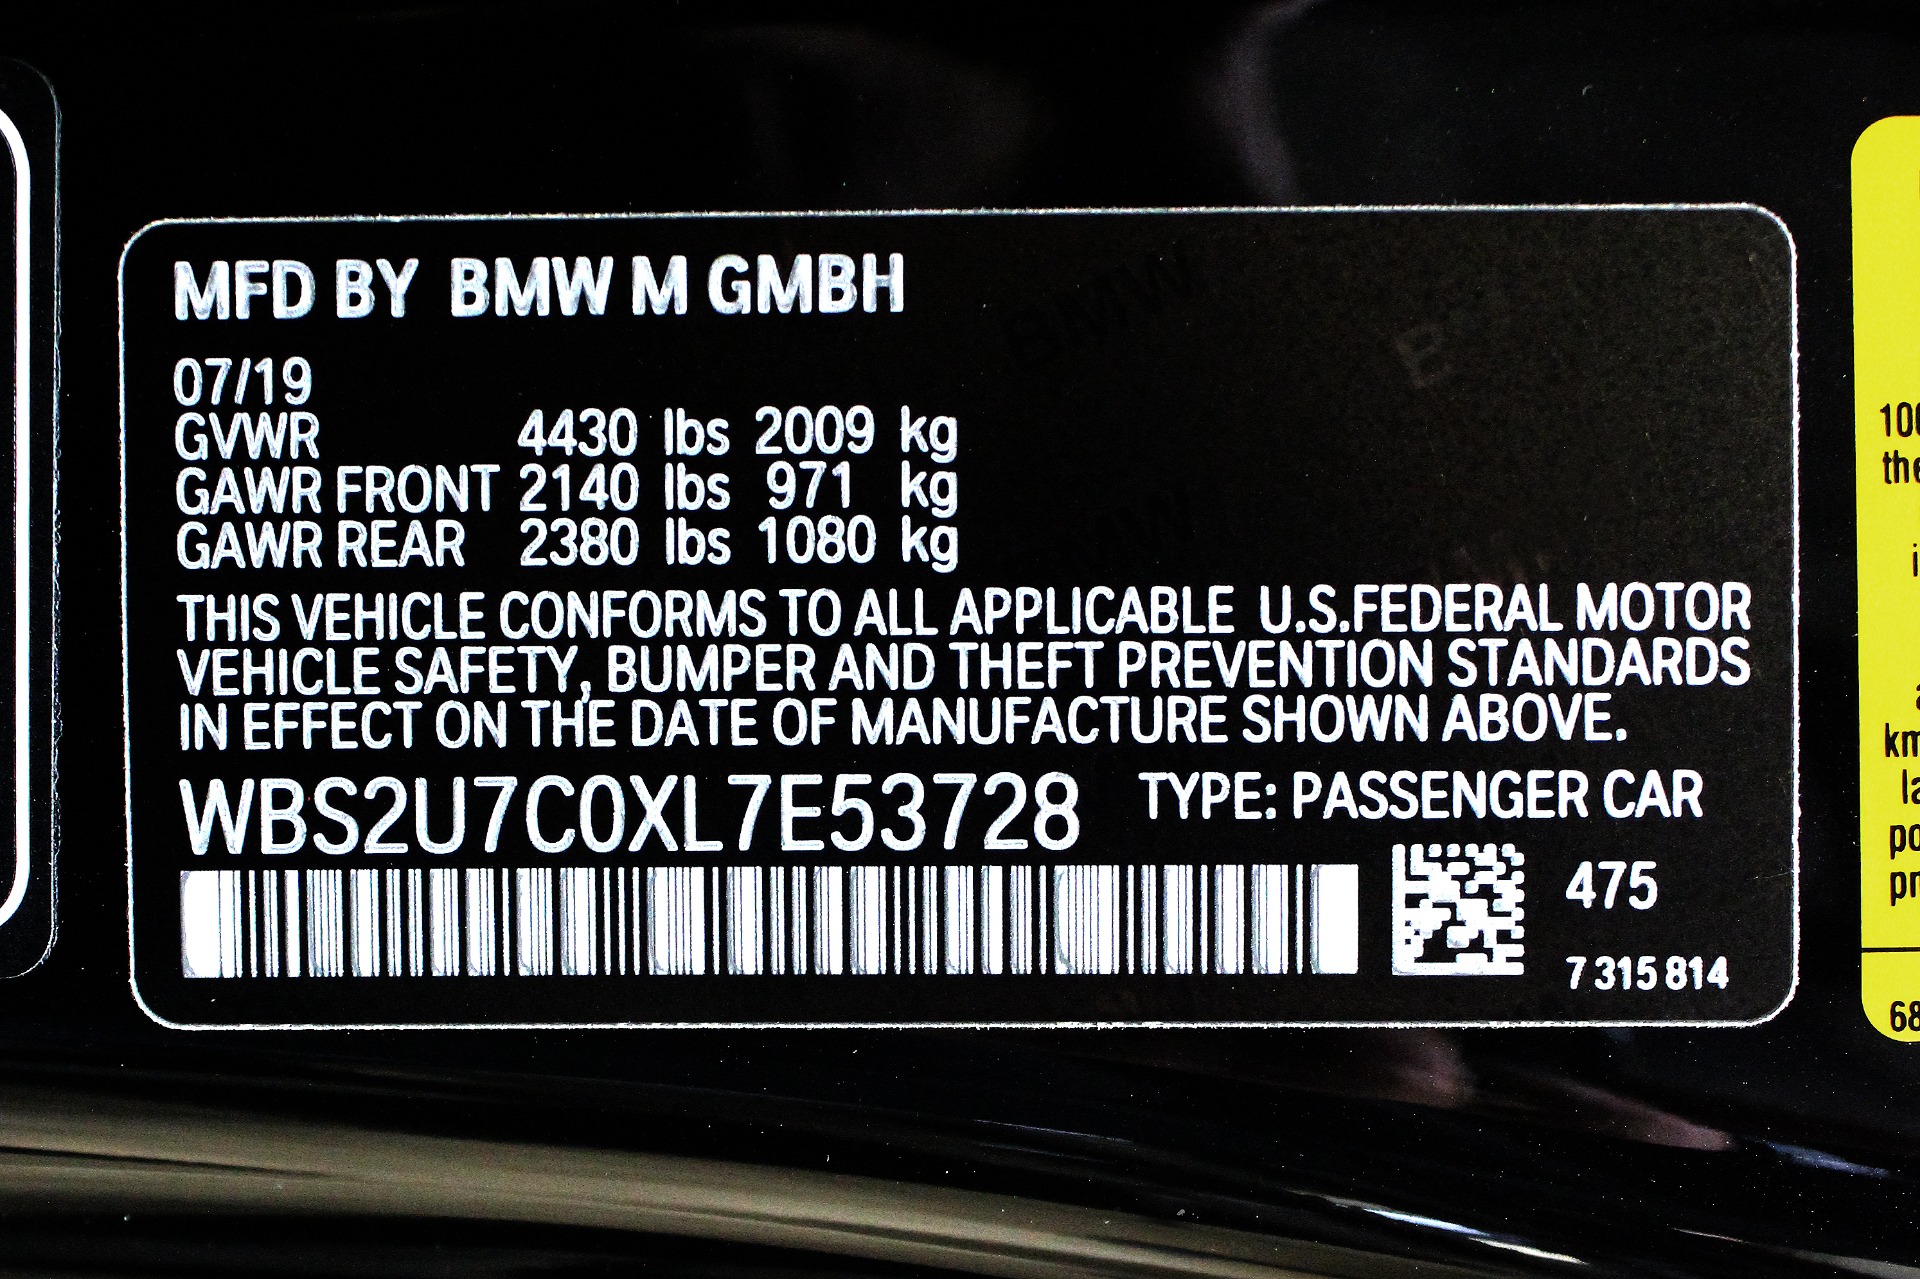 MFD BY BMW M GMBH
07/19
GVWR 4430 lbs 2009 kg
GAWR FRONT 2140 lbs 971 kg
GAWR REAR 2380 lbs 1080 kg
THIS VEHICLE CONFORMS TO ALL APPLICABLE U.S.FEDERAL MOTOR
VEHICLE SAFETY, BUMPER AND THEFT PREVENTION STANDARDS
IN EFFECT ON THE DATE OF MANUFACTURE SHOWN ABOVE.
WBS2U7C0XL7E53728 TYPE: PASSENGER CAR
475
7 315 814